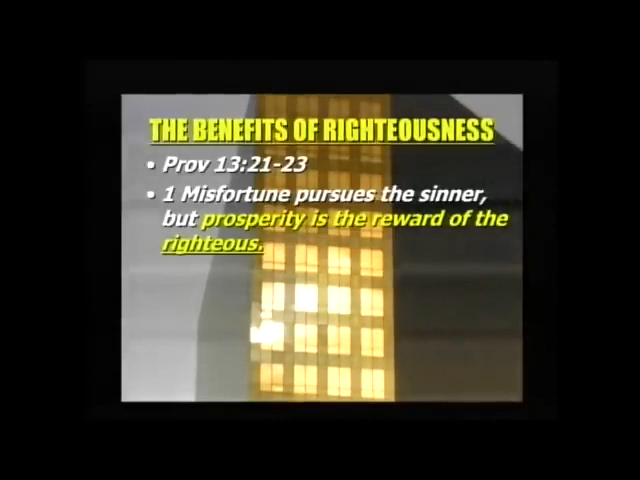 THE BENEFITS OF RIGHTEOUSNESS
• Prov 13:21-23
• 1 Misfortune pursues the sinner,
but prosperity is the reward of the
righteous.